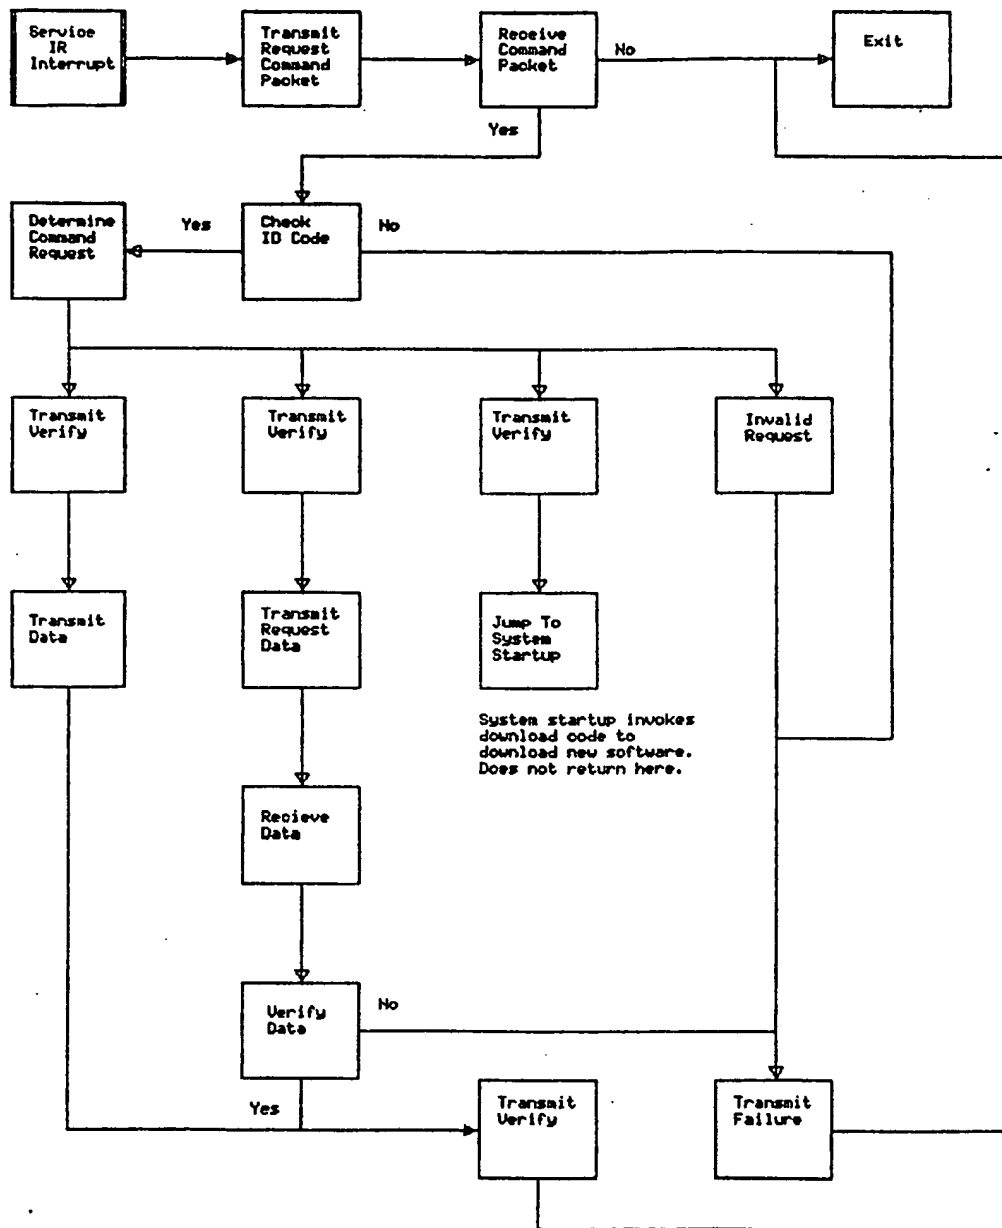 Service
IR
Interrupt
Transmit
Request
Command
Packet
Receive
Command
Packet
No
Exit
Yes
Determine
Command
Request
Yes
Check
ID Code
No
Transmit
Verify
Transmit
Verify
Transmit
Verify
Invalid
Request
Transmit
Data
Transmit
Request
Data
Jump To
System
Startup
System startup invokes
download code to
download new software.
Does not return here.
Recieve
Data
Verify
Data
No
Yes
Transmit
Verify
Transmit
Failure